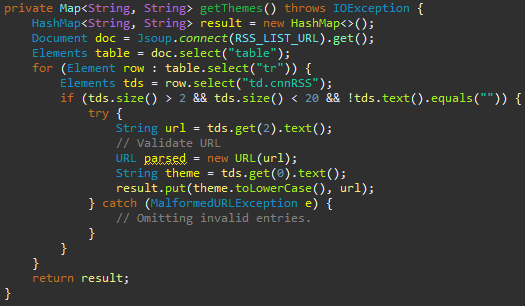 private Map<String, String> getThemes() throws IOException {
    HashMap<String, String> result = new HashMap<>();
    Document doc = Jsoup.connect(RSS_LIST_URL).get();
    Elements table = doc.select("table");
    for (Element row : table.select("tr")) {
        Elements tds = row.select("td.cnnRSS");
        if (tds.size() > 2 && tds.size() < 20 && !tds.text().equals("")) {
            try {
                String url = tds.get(2).text();
                // Validate URL
                URL parsed = new URL(url);
                String theme = tds.get(0).text();
                result.put(theme.toLowerCase(), url);
            } catch (MalformedURLException e) {
                // Omitting invalid entries.
            }
        }
    }
    return result;
}